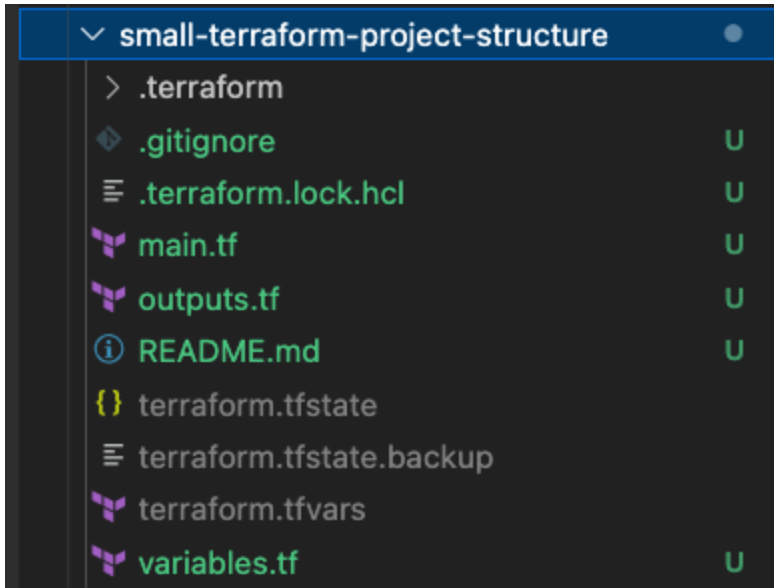 small-terraform-project-structure
.terraform
.gitignore U
.terraform.lock.hcl U
main.tf U
outputs.tf U
README.md U
{} terraform.tfstate
terraform.tfstate.backup
terraform.tfvars
variables.tf U